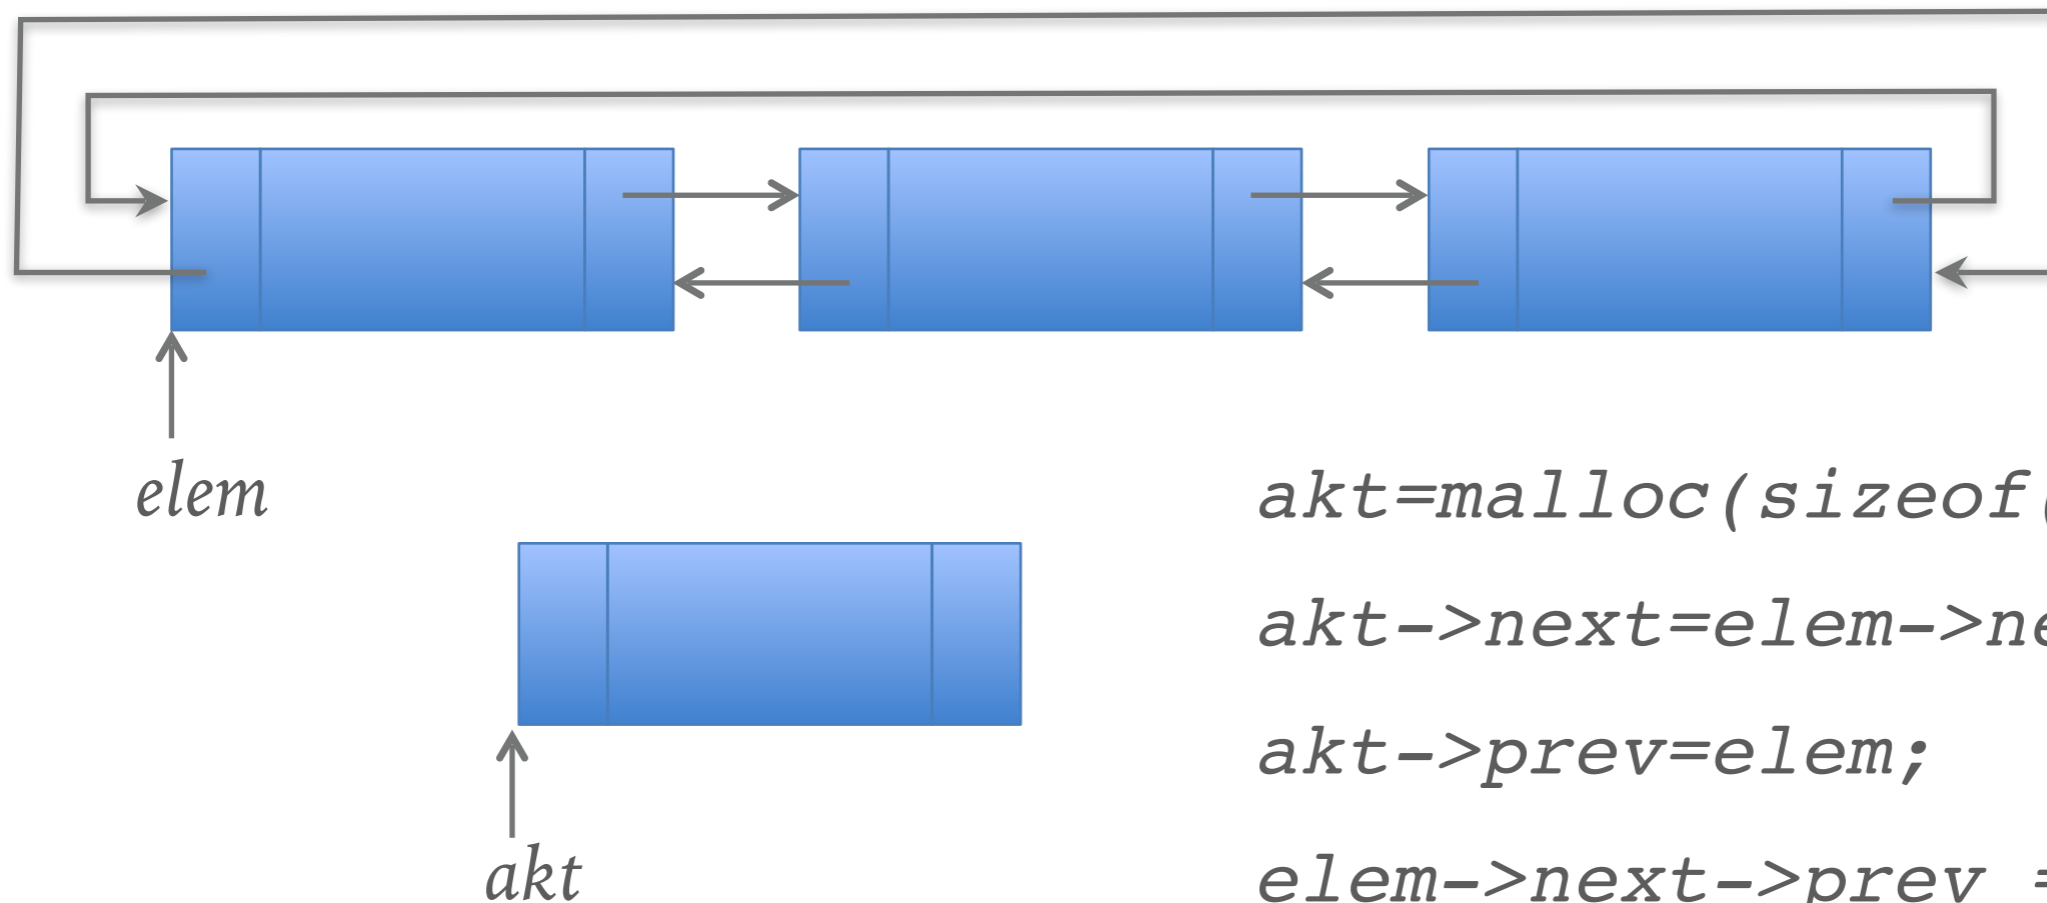 elem
akt=malloc(sizeof(
akt->next=elem->ne
akt->prev=elem;
akt
elem->next->prev =